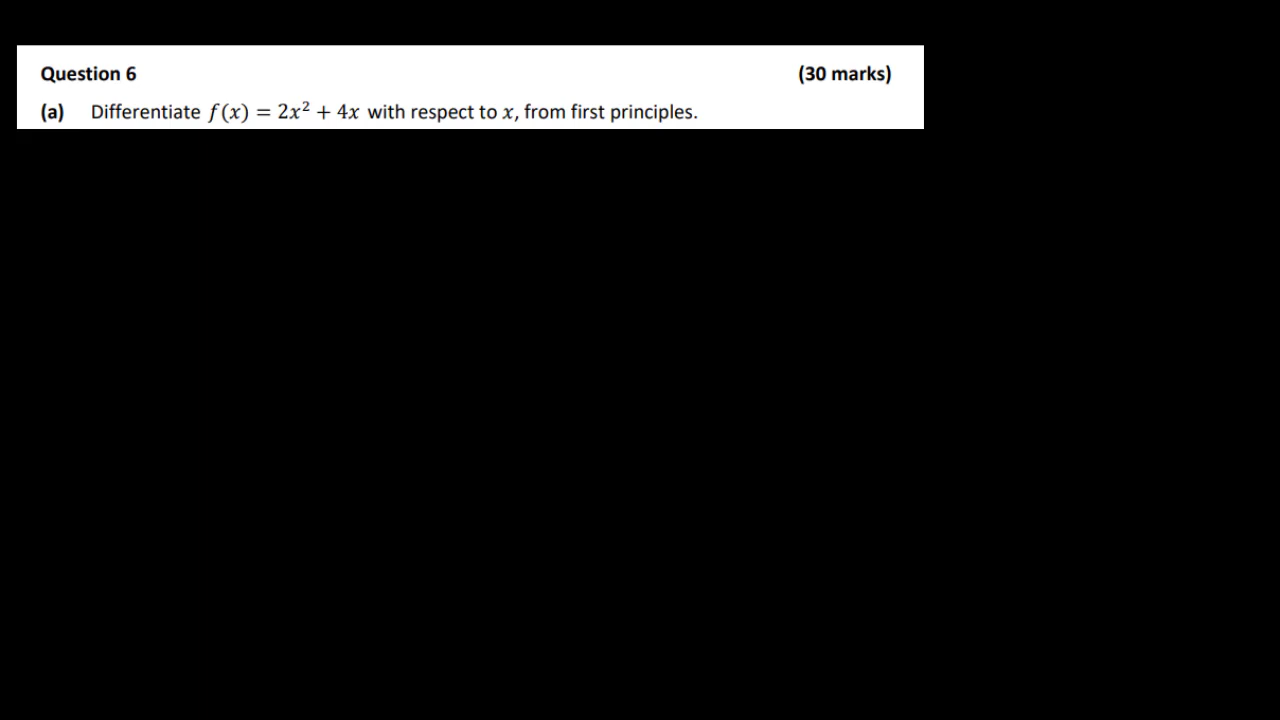 Question 6 (30 marks)
(a) Differentiate f(x) = 2x² + 4x with respect to x, from first principles.